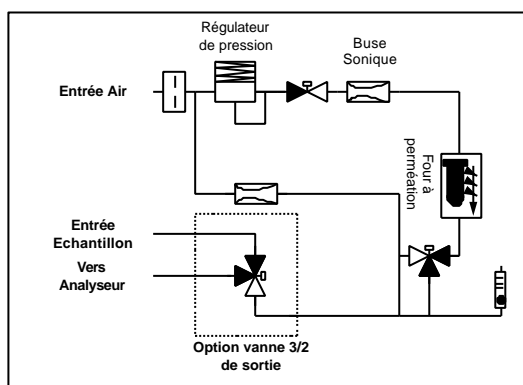 Régulateur
de pression
Buse
Sonique
Entrée Air
Four à
perméation
Entrée
Echantillon
Vers
Analyseur
Option vanne 3/2
de sortie